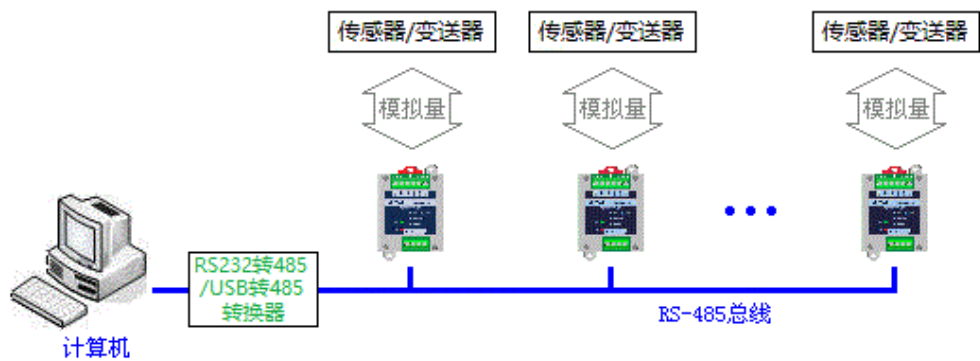 传感器/变送器
传感器/变送器
传感器/变送器
模拟量
模拟量
模拟量
RS232转485
/USB转485
转换器
RS-485总线
计算机